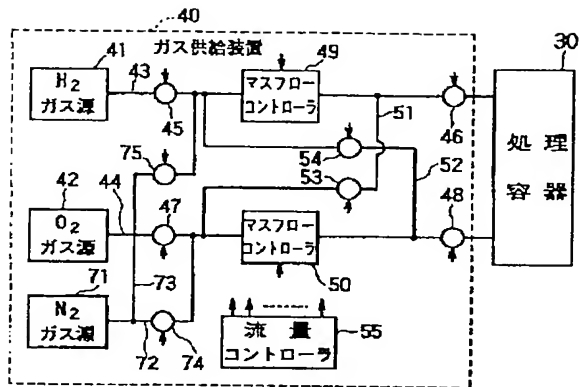 40
ガス供給装置
41
H2
ガス源
43
45
49
マスフロー
コントローラ
51
46
30
処理
容器
75
54
53
52
42
44
O2
ガス源
47
48
マスフロー
コントローラ
50
71
N2
ガス源
73
72
74
流量
コントローラ
55